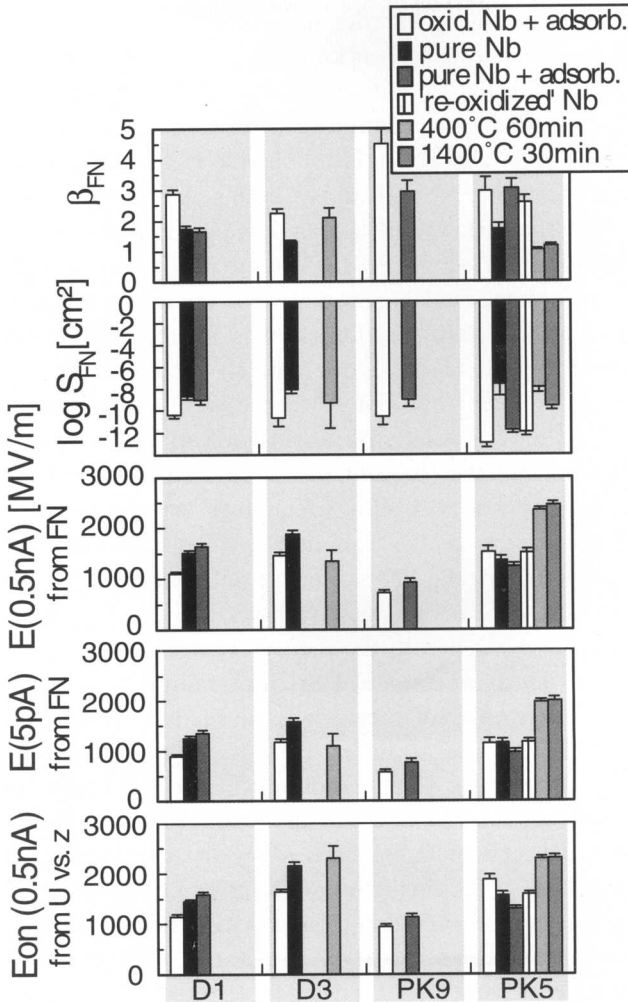 oxid. Nb + adsorb.
pure Nb
pure Nb + adsorb.
're-oxidized' Nb
400°C 60min
1400°C 30min
β_FN
5
4
3
2
1
0
log S_FN [cm²]
0
-2
-4
-6
-8
-10
-12
E(0.5nA) [MV/m]
from FN
3000
2000
1000
0
E(5pA)
from FN
3000
2000
1000
0
Eon (0.5nA)
from U vs. z
3000
2000
1000
0
D1 D3 PK9 PK5